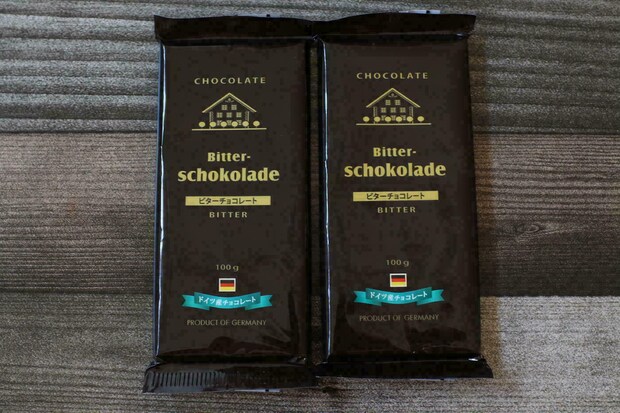 CHOCOLATE
Bitter-
schokolade
ビターチョコレート
BITTER
100g
ドイツ産チョコレート
PRODUCT OF GERMANY
CHOCOLATE
Bitter-
schokolade
ビターチョコレート
BITTER
100g
ドイツ産チョコレート
PRODUCT OF GERMANY